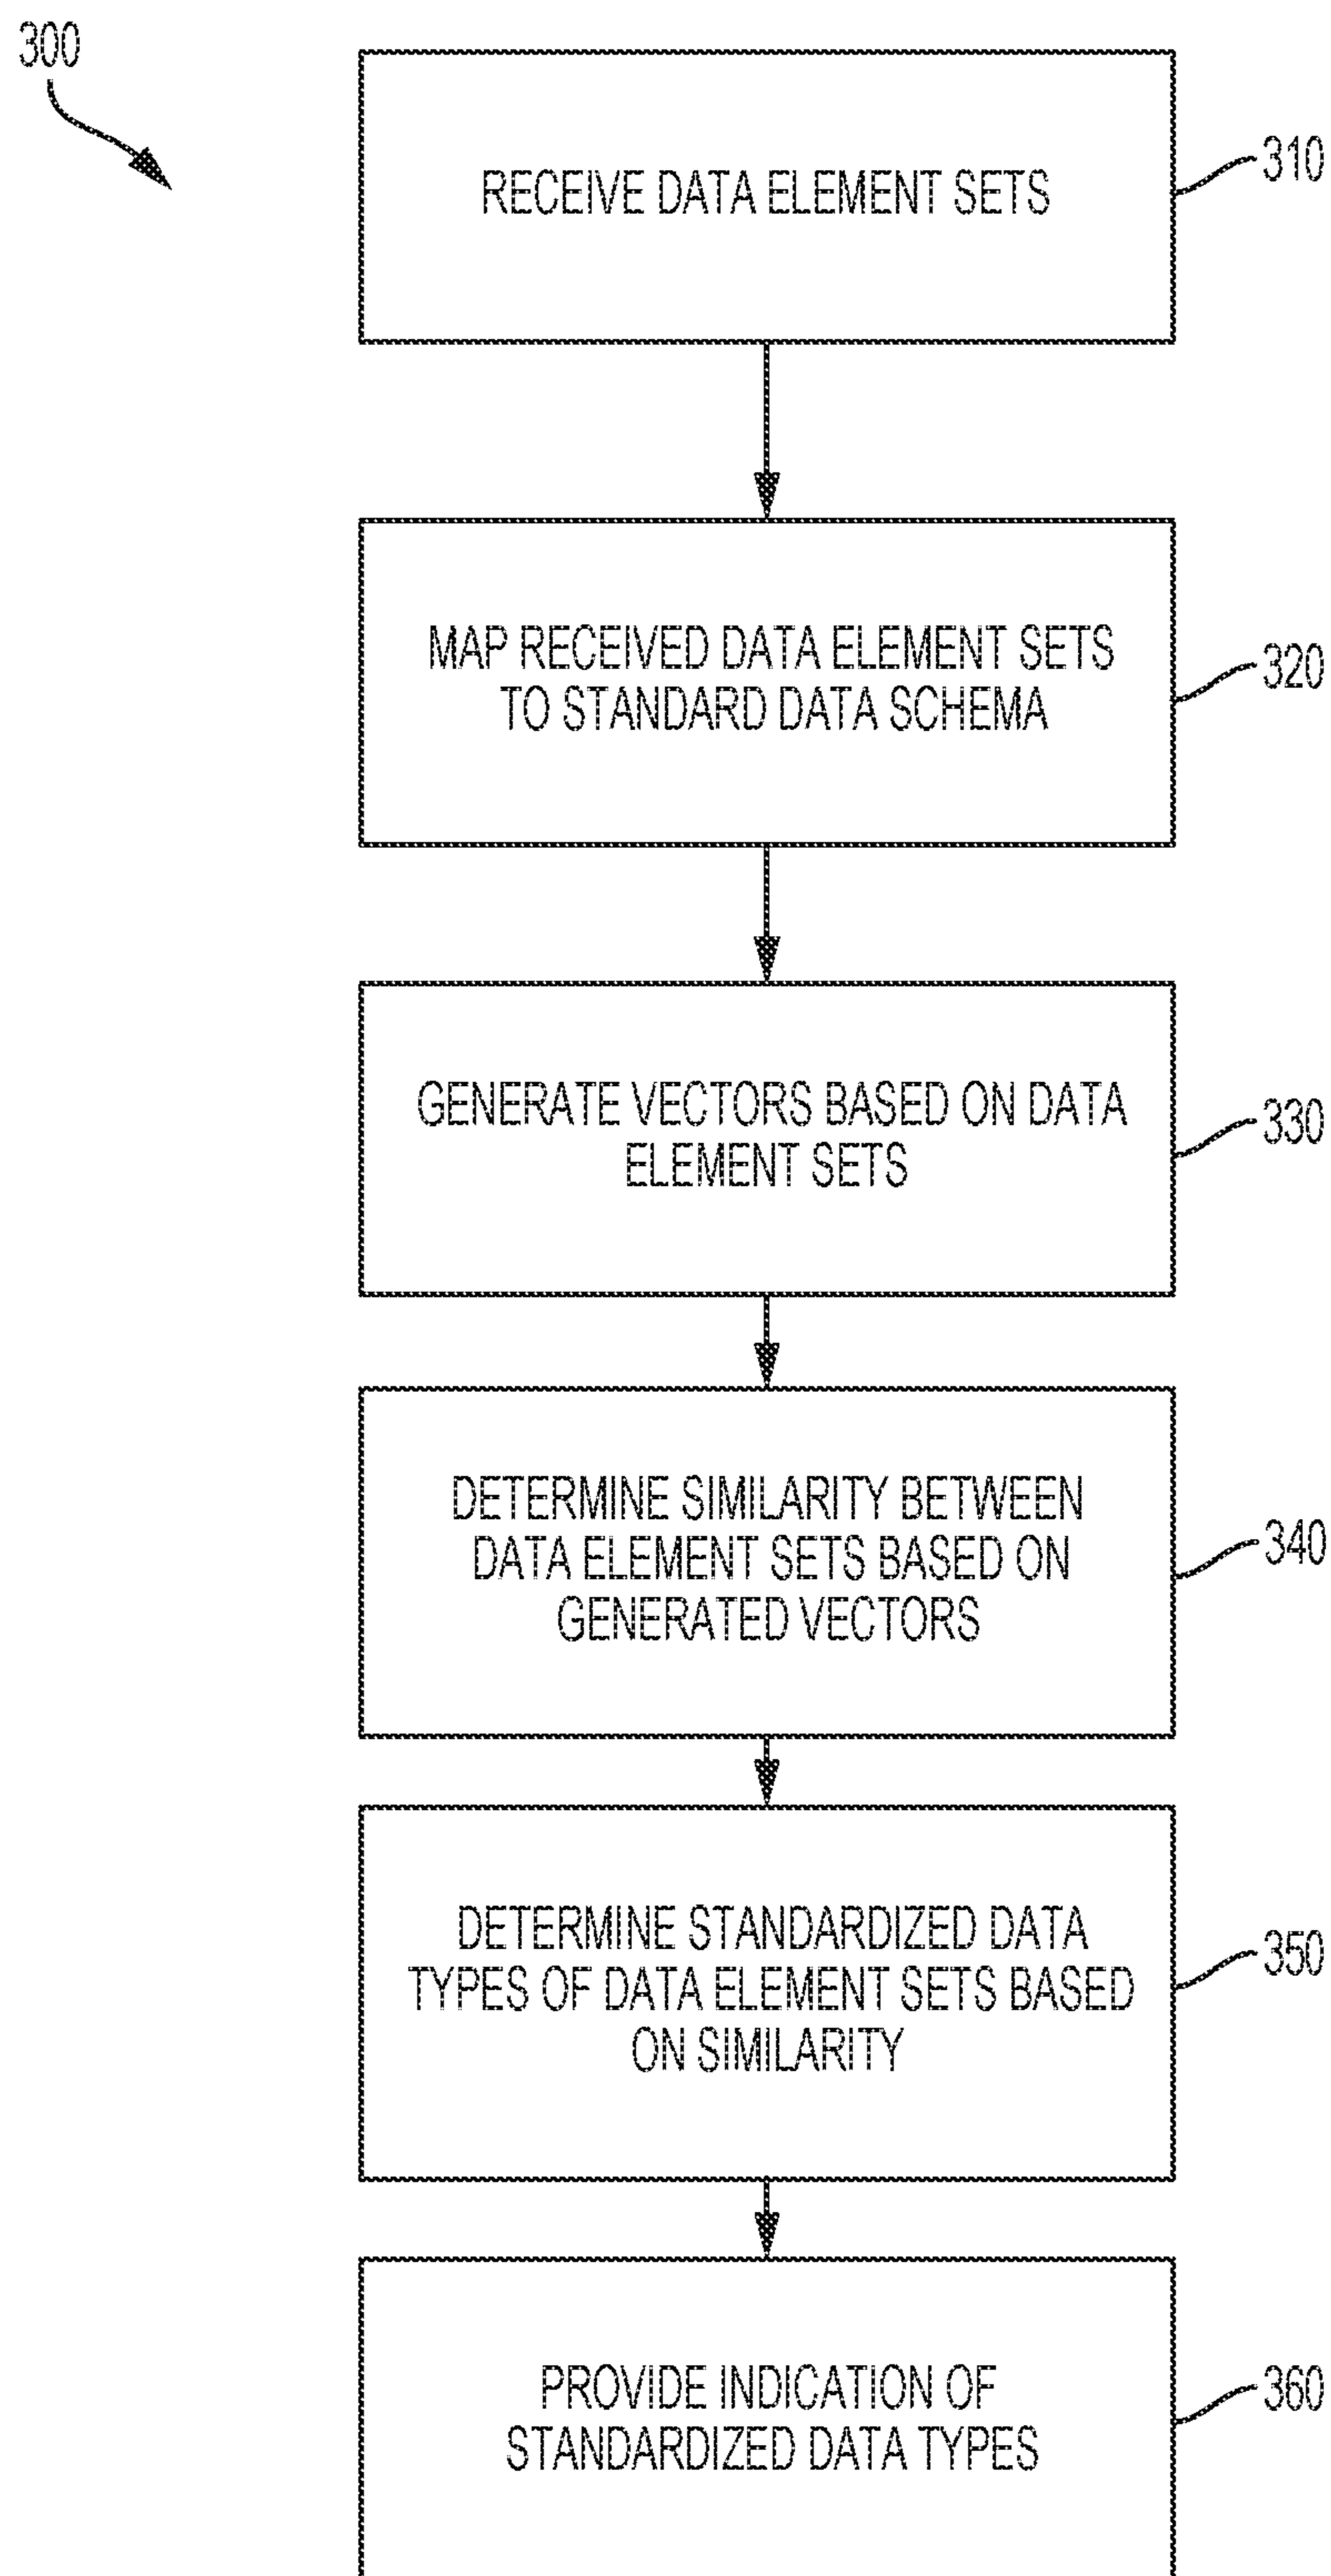 300
RECEIVE DATA ELEMENT SETS
310
MAP RECEIVED DATA ELEMENT SETS
TO STANDARD DATA SCHEMA
320
GENERATE VECTORS BASED ON DATA
ELEMENT SETS
330
DETERMINE SIMILARITY BETWEEN
DATA ELEMENT SETS BASED ON
GENERATED VECTORS
340
DETERMINE STANDARDIZED DATA
TYPES OF DATA ELEMENT SETS BASED
ON SIMILARITY
350
PROVIDE INDICATION OF
STANDARDIZED DATA TYPES
360